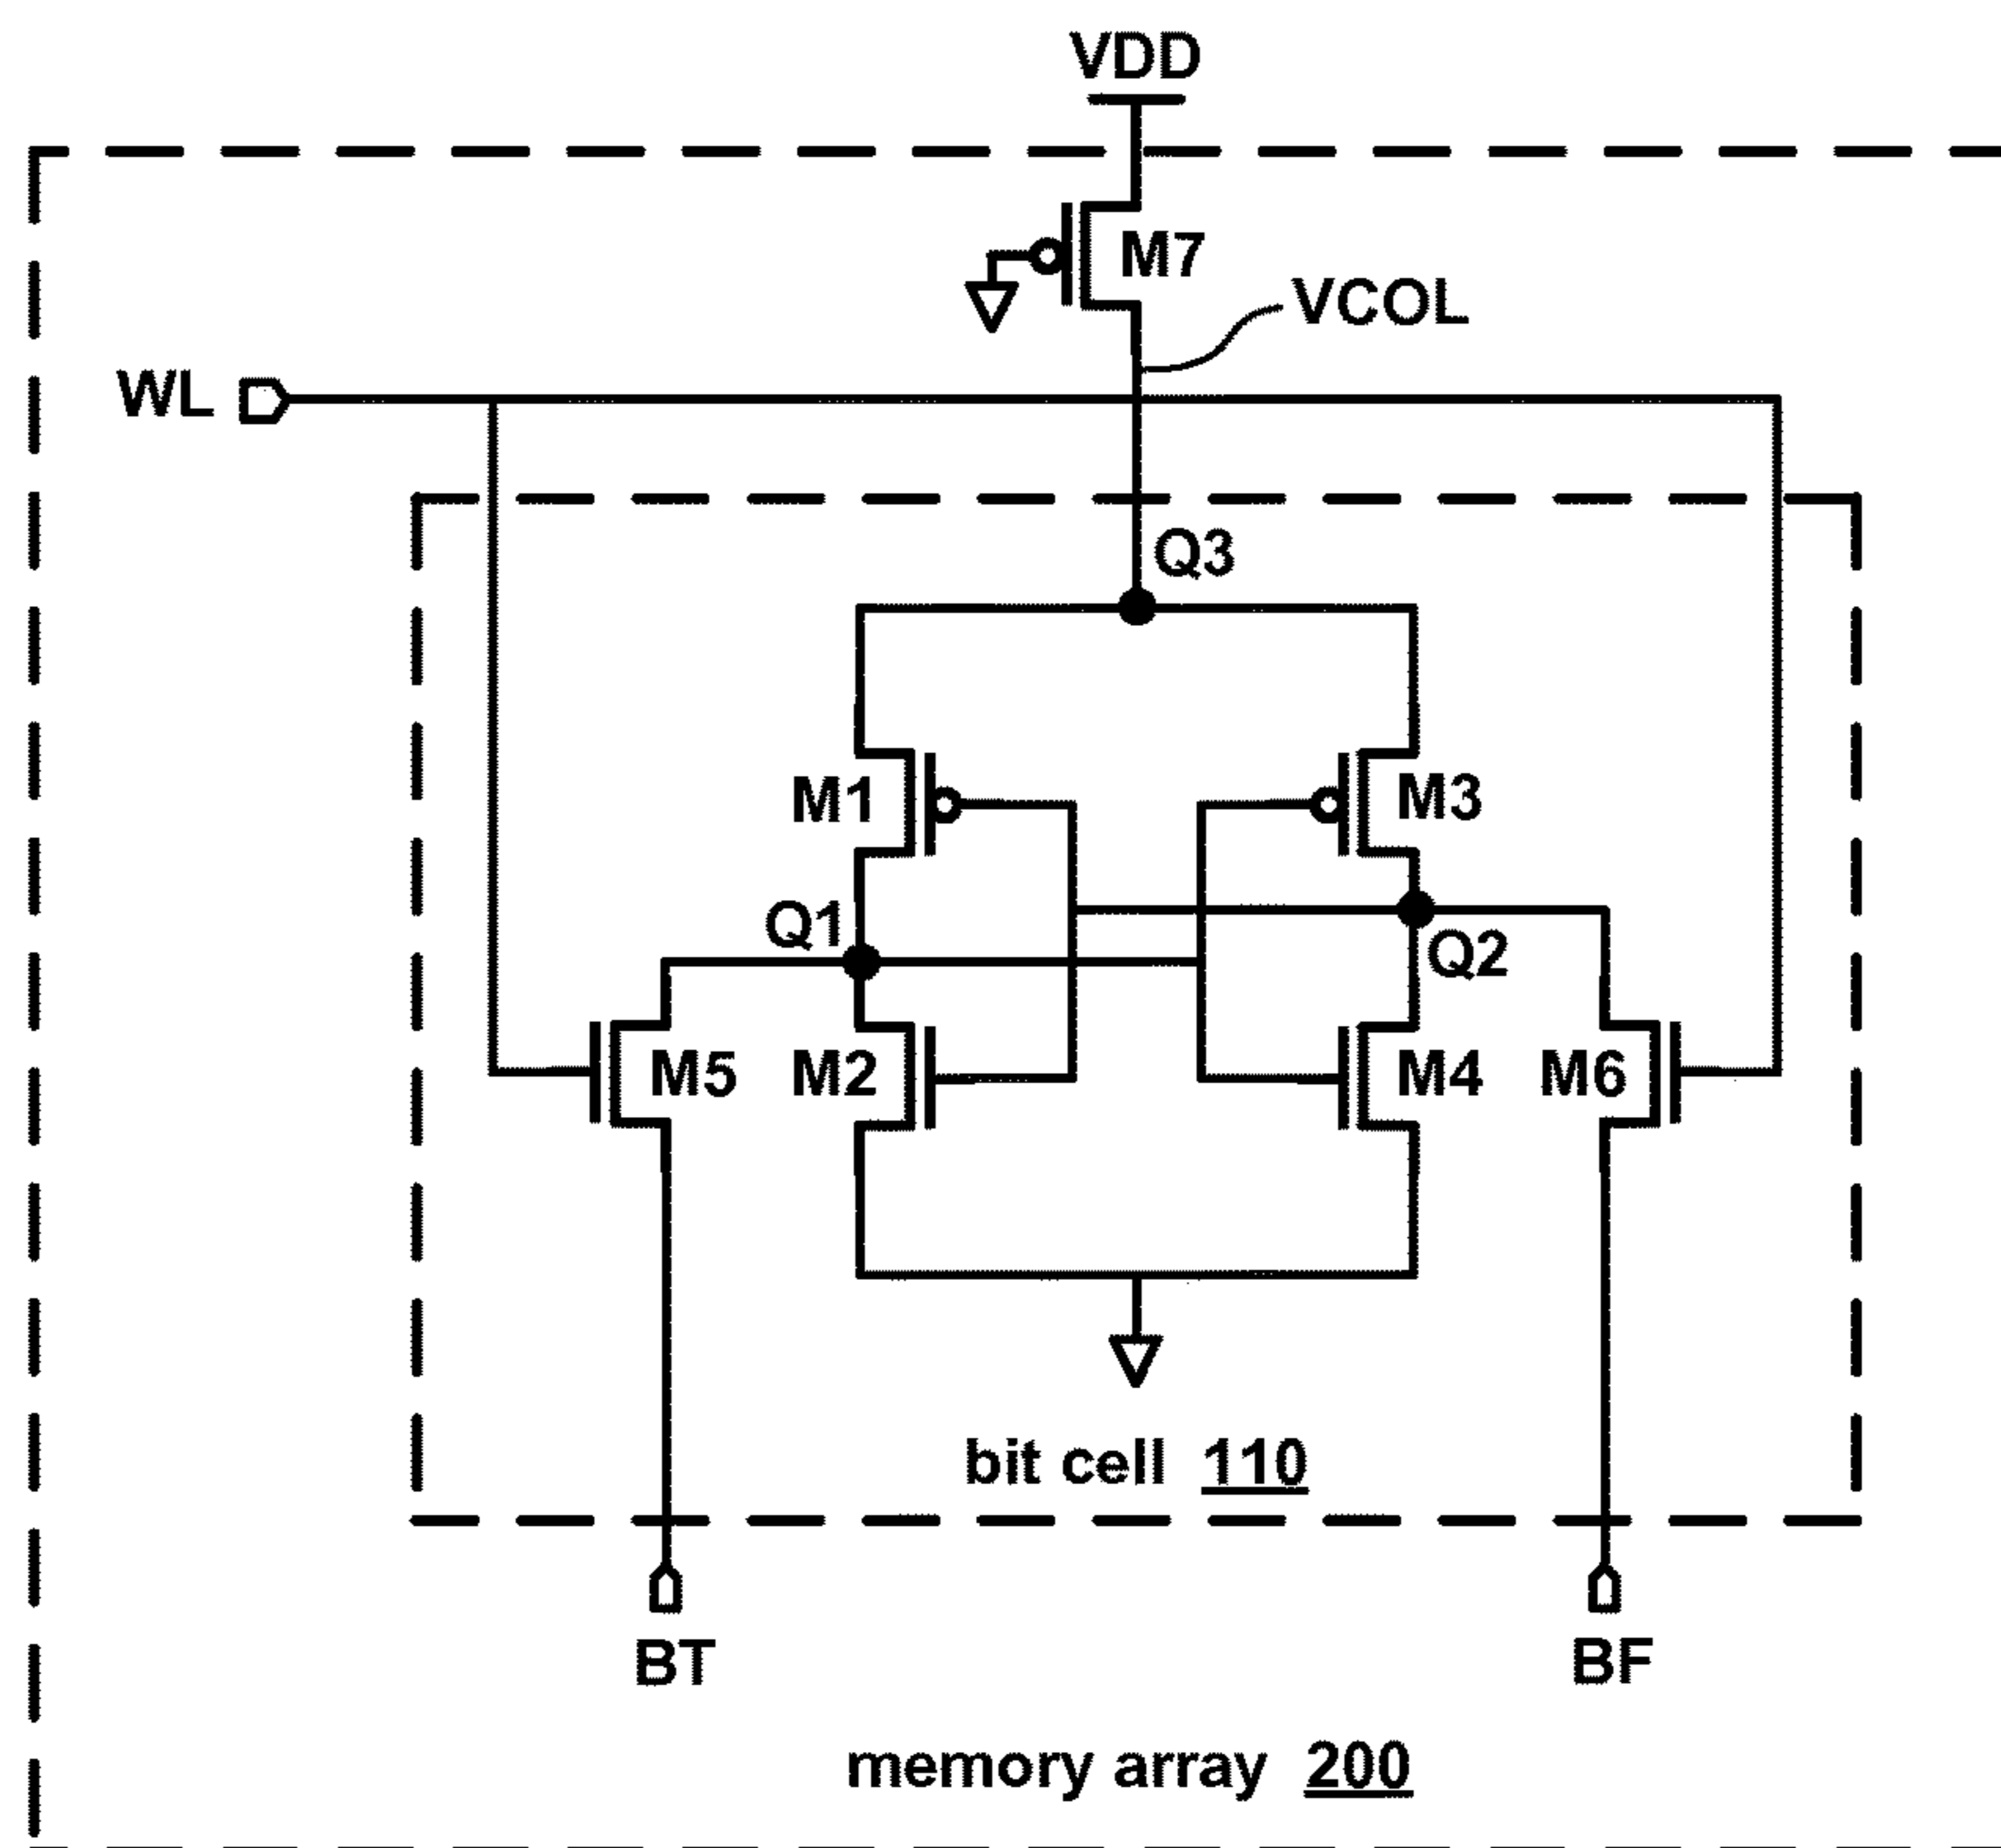 VDD
M7
VCOL
WL
Q3
M1
M3
Q1
Q2
M5
M2
M4
M6
bit cell 110
BT
BF
memory array 200